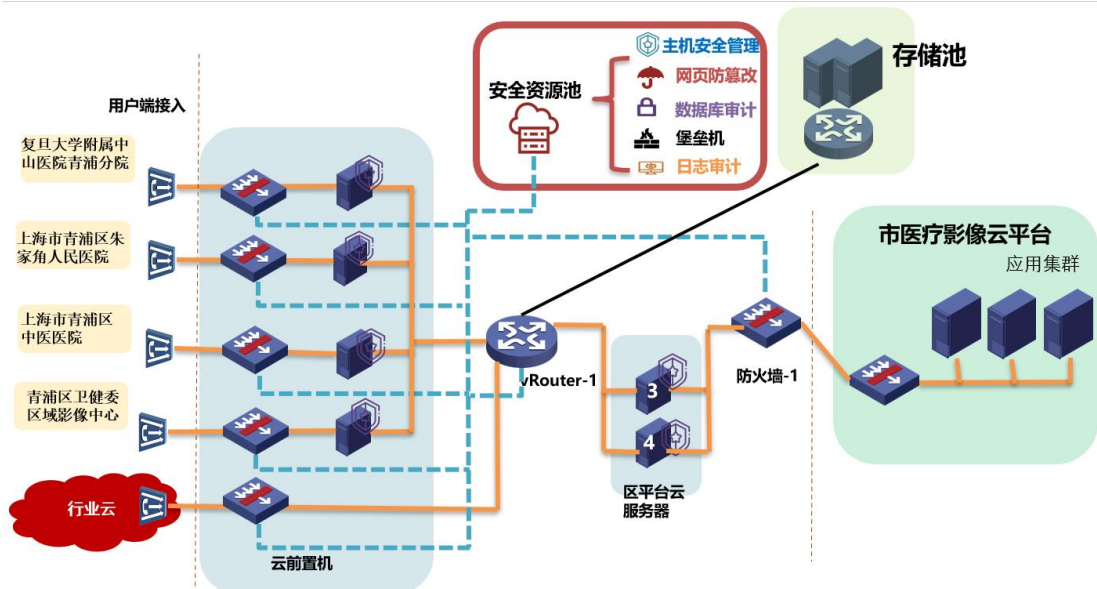 主机安全管理
网页防篡改
安全资源池
数据库审计
堡垒机
日志审计
存储池
用户端接入
复旦大学附属中
山医院青浦分院
上海市青浦区朱
家角人民医院
上海市青浦区
中医医院
青浦区卫健委
区域影像中心
行业云
云前置机
vRouter-1
3
4
区平台云
服务器
防火墙-1
市医疗影像云平台
应用集群